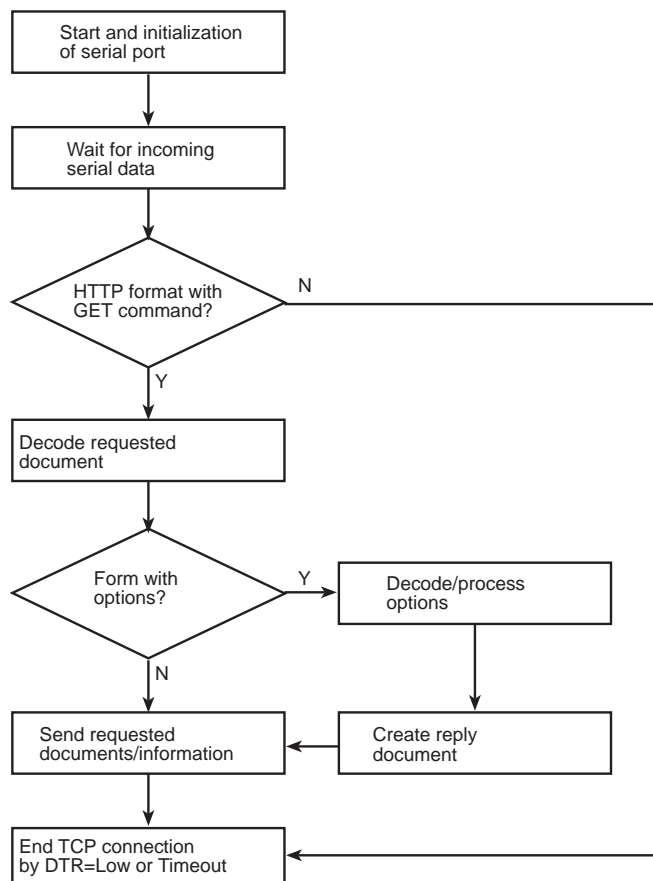 Start and initialization
of serial port
Wait for incoming
serial data
HTTP format with
GET command?
N
Y
Decode requested
document
Form with
options?
Y
Decode/process
options
N
Send requested
documents/information
Create reply
document
End TCP connection
by DTR=Low or Timeout